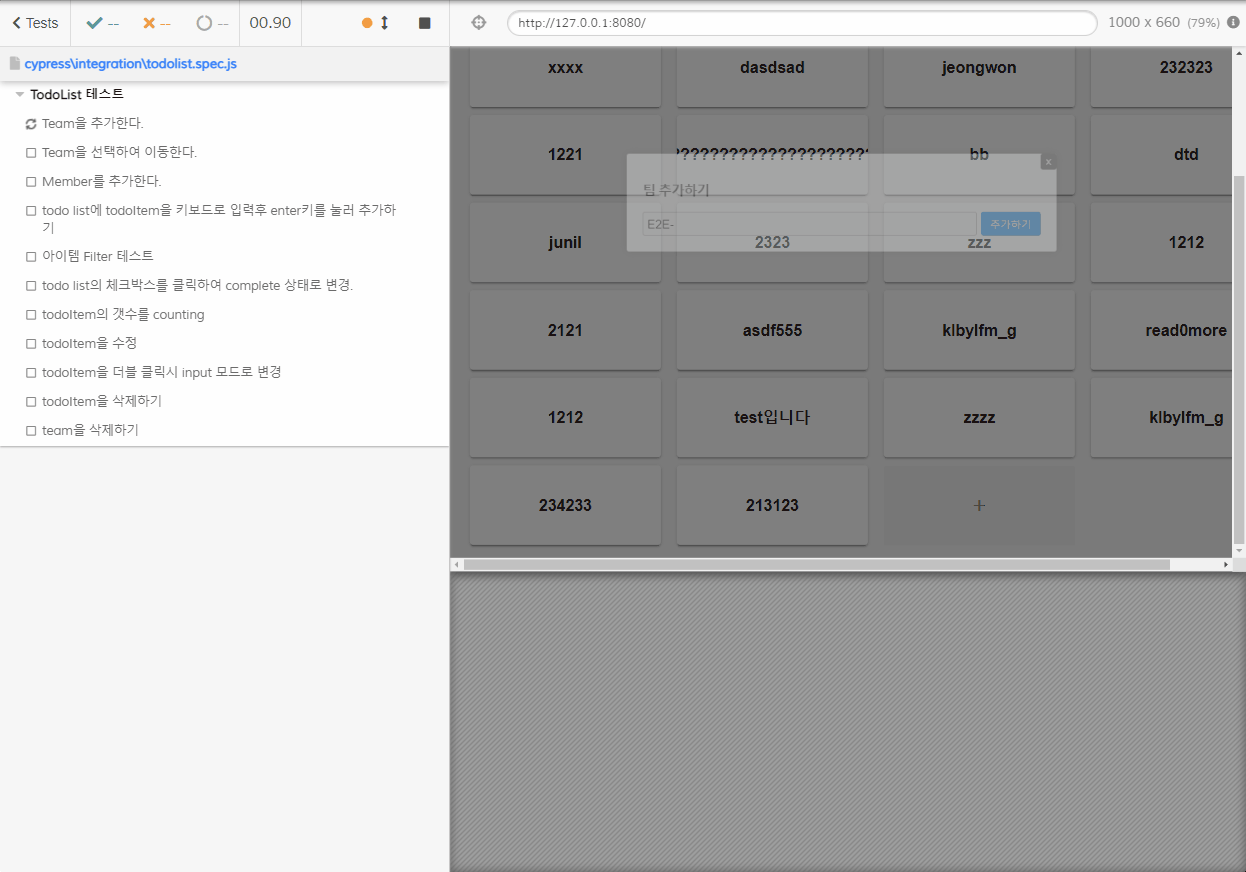 Tests -- -- -- 00.90 http://127.0.0.1:8080/ 1000 x 660 (79%)
cypress\integration\todolist.spec.js
TodoList 테스트
Team을 추가한다.
Team을 선택하여 이동한다.
Member를 추가한다.
todo list에 todoItem을 키보드로 입력후 enter키를 눌러 추가하
기
아이템 Filter 테스트
todo list의 체크박스를 클릭하여 complete 상태로 변경.
todoItem의 갯수를 counting
todoItem을 수정
todoItem을 더블 클릭시 input 모드로 변경
todoItem을 삭제하기
team을 삭제하기
xxxx dasdsad jeongwon 232323
1221 ???????????????????? bb dtd
x
팀 추가하기
E2E- 추가하기
junil 2323 zzz 1212
2121 asdf555 klbylfm_g read0more
1212 test입니다 zzzz klbylfm_g
234233 213123 +